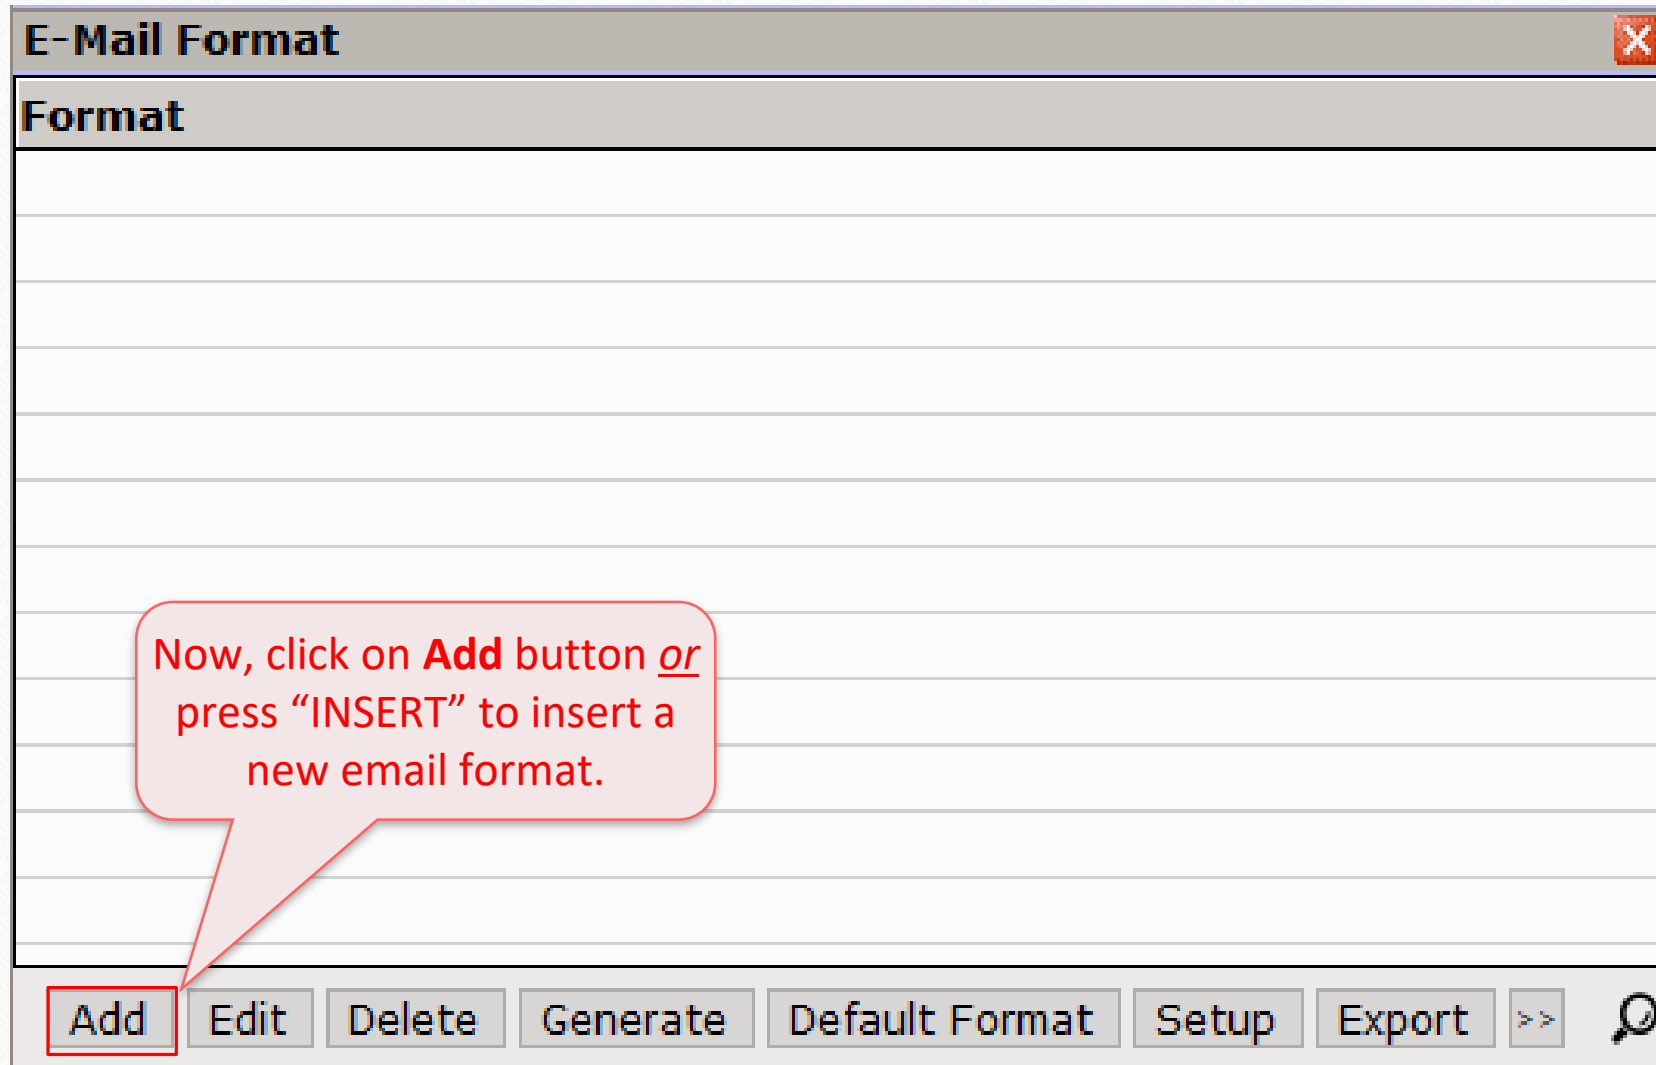 E-Mail Format
Format
Now, click on Add button or
press “INSERT” to insert a
new email format.
Add Edit Delete Generate Default Format Setup Export >>